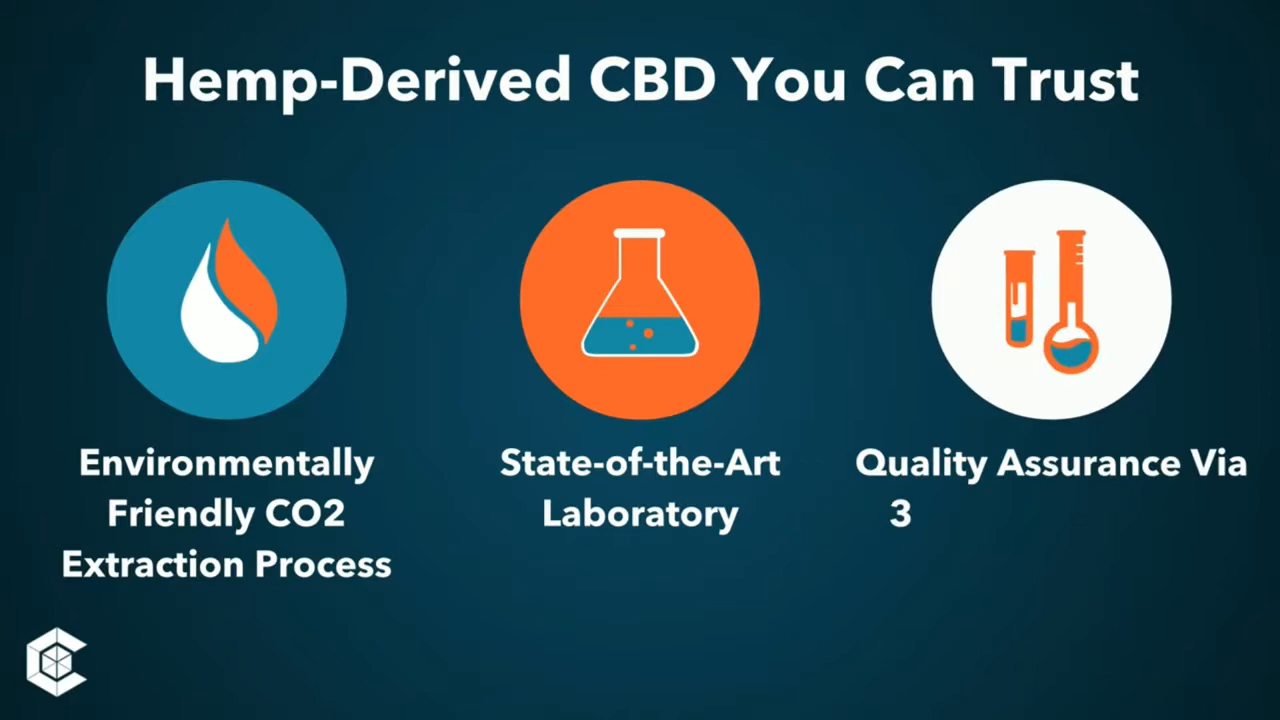 Hemp-Derived CBD You Can Trust
Environmentally
Friendly CO2
Extraction Process
State-of-the-Art
Laboratory
Quality Assurance Via
3